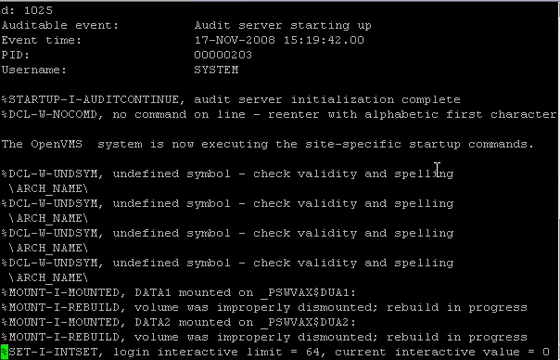 d: 1025
Auditable event: Audit server starting up
Event time: 17-NOV-2008 15:19:42.00
PID: 00000203
Username: SYSTEM
%STARTUP-I-AUDITCONTINUE, audit server initialization complete
%DCL-W-NOCOMD, no command on line - reenter with alphabetic first character
The OpenVMS system is now executing the site-specific startup commands.
%DCL-W-UNDSYM, undefined symbol - check validity and spelling
\ARCH_NAME\
%DCL-W-UNDSYM, undefined symbol - check validity and spelling
\ARCH_NAME\
%DCL-W-UNDSYM, undefined symbol - check validity and spelling
\ARCH_NAME\
%DCL-W-UNDSYM, undefined symbol - check validity and spelling
\ARCH_NAME\
%MOUNT-I-MOUNTED, DATA1 mounted on _PSWVAX$DUA1:
%MOUNT-I-REBUILD, volume was improperly dismounted; rebuild in progress
%MOUNT-I-MOUNTED, DATA2 mounted on _PSWVAX$DUA2:
%MOUNT-I-REBUILD, volume was improperly dismounted; rebuild in progress
%SET-I-INTSET, login interactive limit = 64, current interactive value = 0